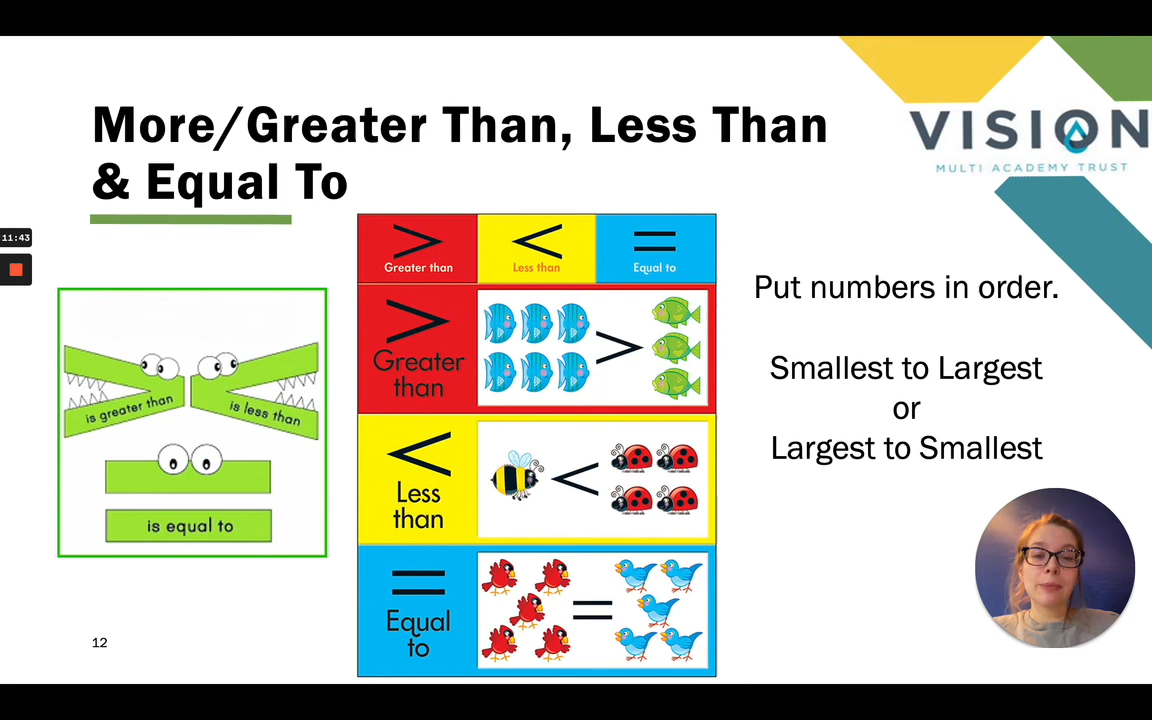 More/Greater Than, Less Than
& Equal To
VISION
MULTI ACADEMY TRUST
11:43
is greater than
is less than
is equal to
>
Greater than
<
Less than
=
Equal to
>
Greater
than
>
<
Less
than
<
=
Equal
to
=
Put numbers in order.
Smallest to Largest
or
Largest to Smallest
12